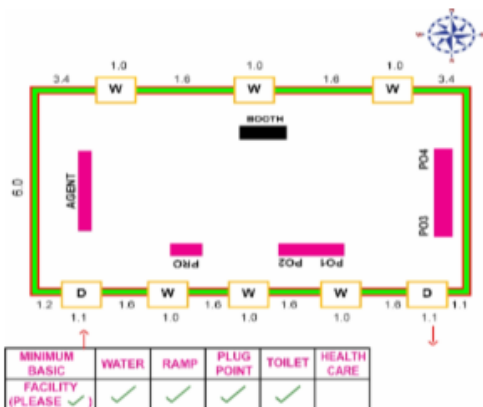 1.0 1.0 1.0
3.4 1.6 1.6 3.4
W W W
BOOTH
AGENT
PO4
PO3
6.0
PRO PO2 PO1
D W W W D
1.2 1.6 1.6 1.6 1.6 1.1
1.1 1.0 1.0 1.0 1.1
MINIMUM BASIC WATER RAMP PLUG POINT TOILET HEALTH CARE
FACILITY
(PLEASE ✓) ✓ ✓ ✓ ✓